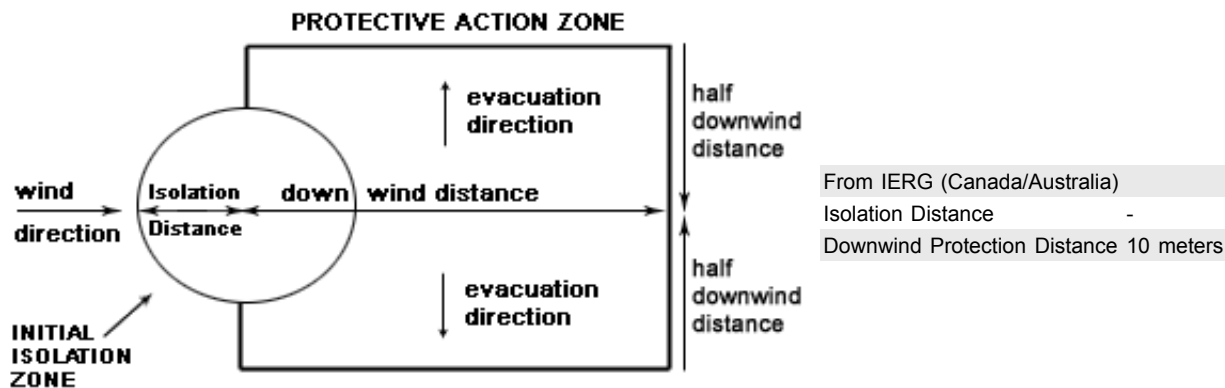 PROTECTIVE ACTION ZONE
evacuation
direction
half
downwind
distance
wind
direction
Isolation
Distance
down wind distance
evacuation
direction
half
downwind
distance
INITIAL
ISOLATION
ZONE
From IERG (Canada/Australia)
Isolation Distance -
Downwind Protection Distance 10 meters